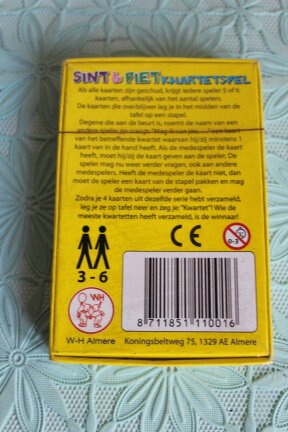 SINT & PIET KWARTETSPEL
Als alle kaarten zijn geschud, krijgt iedere speler 5 of 6
kaarten, afhankelijk van het aantal spelers.
De kaarten die overblijven leg je in het midden van de
tafel op een stapel.
Degene die aan de beurt is, noemt de naam van een
andere speler en vraagt: "Mag ik van jou.....?" een kaart
van het betreffende kwartet waarvan hij/zij minstens 1
kaart van in de hand heeft. Als de medespeler de kaart
heeft, moet hij/zij de kaart geven aan de speler. De
speler mag nu weer verder vragen, ook aan andere
medespelers. Heeft de medespeler de kaart niet, dan
moet de speler een kaart van de stapel pakken en mag
de medespeler verder gaan.
Zodra je 4 kaarten uit dezelfde serie hebt verzameld,
leg je ze op tafel neer en zeg je: "Kwartet"! Wie de
meeste kwartetten heeft verzameld, is de winnaar!
CE
0-3
3 - 6
WH
8 711851 110016
W-H Almere
Koningsbeltweg 75, 1329 AE Almere